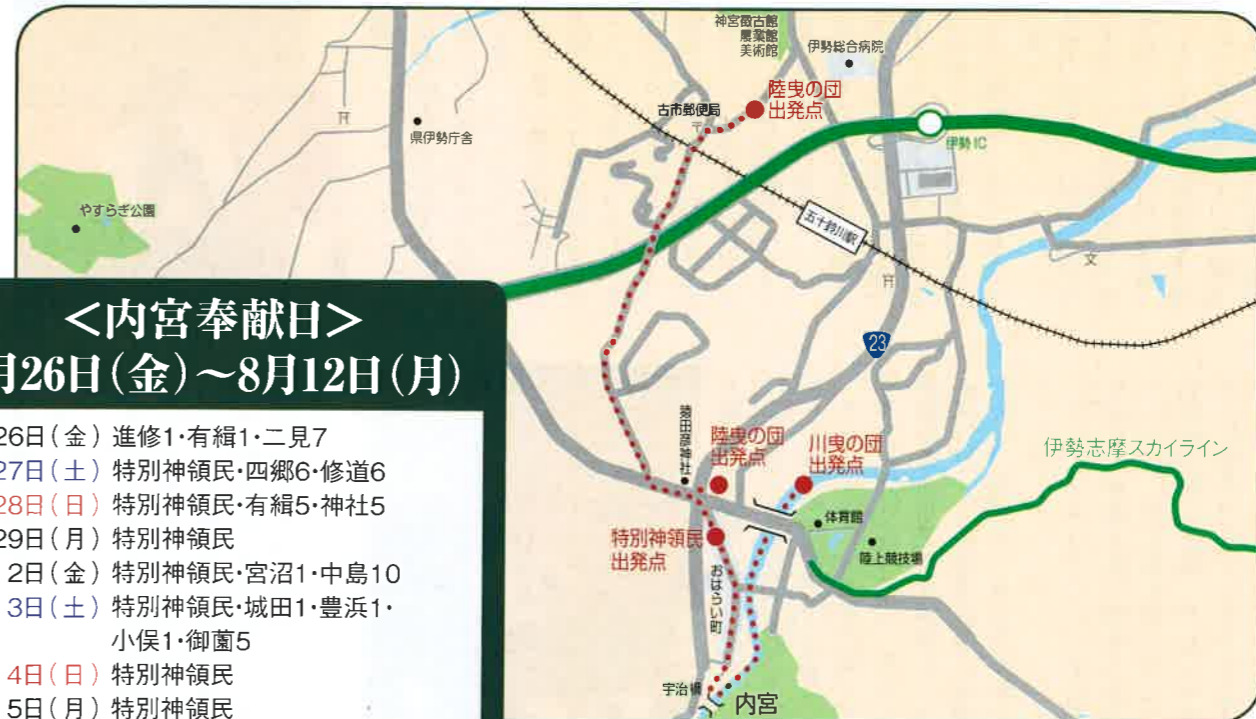 神宮徴古館
農業館
美術館
伊勢総合病院
陸曳の団
出発点
古市郵便局
伊勢IC
県伊勢庁舎
やすらぎ公園
五十鈴川駅
文
23
猿田彦神社
陸曳の団
出発点
川曳の団
出発点
伊勢志摩スカイライン
体育館
陸上競技場
特別神領民
出発点
おはらい町
宇治橋
内宮
<内宮奉献日>
月26日(金)~8月12日(月)
26日(金) 進修1・有緝1・二見7
27日(土) 特別神領民・四郷6・修道6
28日(日) 特別神領民・有緝5・神社5
29日(月) 特別神領民
2日(金) 特別神領民・宮沼1・中島10
3日(土) 特別神領民・城田1・豊浜1・
小俣1・御薗5
4日(日) 特別神領民
5日(月) 特別神領民